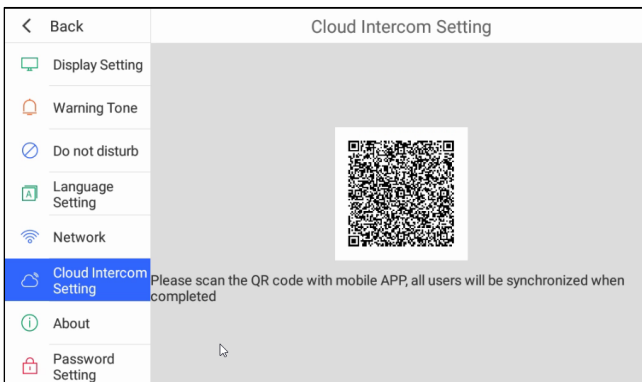 Back
Cloud Intercom Setting
Display Setting
Warning Tone
Do not disturb
A
Language
Setting
Network
Cloud Intercom
Setting
Please scan the QR code with mobile APP, all users will be synchronized when
completed
About
Password
Setting